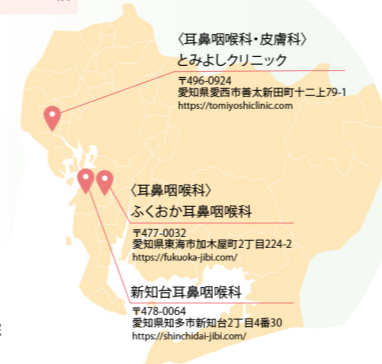 〈耳鼻咽喉科・皮膚科〉
とみよしクリニック
〒496-0924
愛知県愛西市善太新田町十二上79-1
https://tomiyoshiclinic.com
〈耳鼻咽喉科〉
ふくおか耳鼻咽喉科
〒477-0032
愛知県東海市加木屋町2丁目224-2
https://fukuoka-jibi.com/
新知台耳鼻咽喉科
〒478-0064
愛知県知多市新知台2丁目4番30
https://shinchidai-jibi.com/